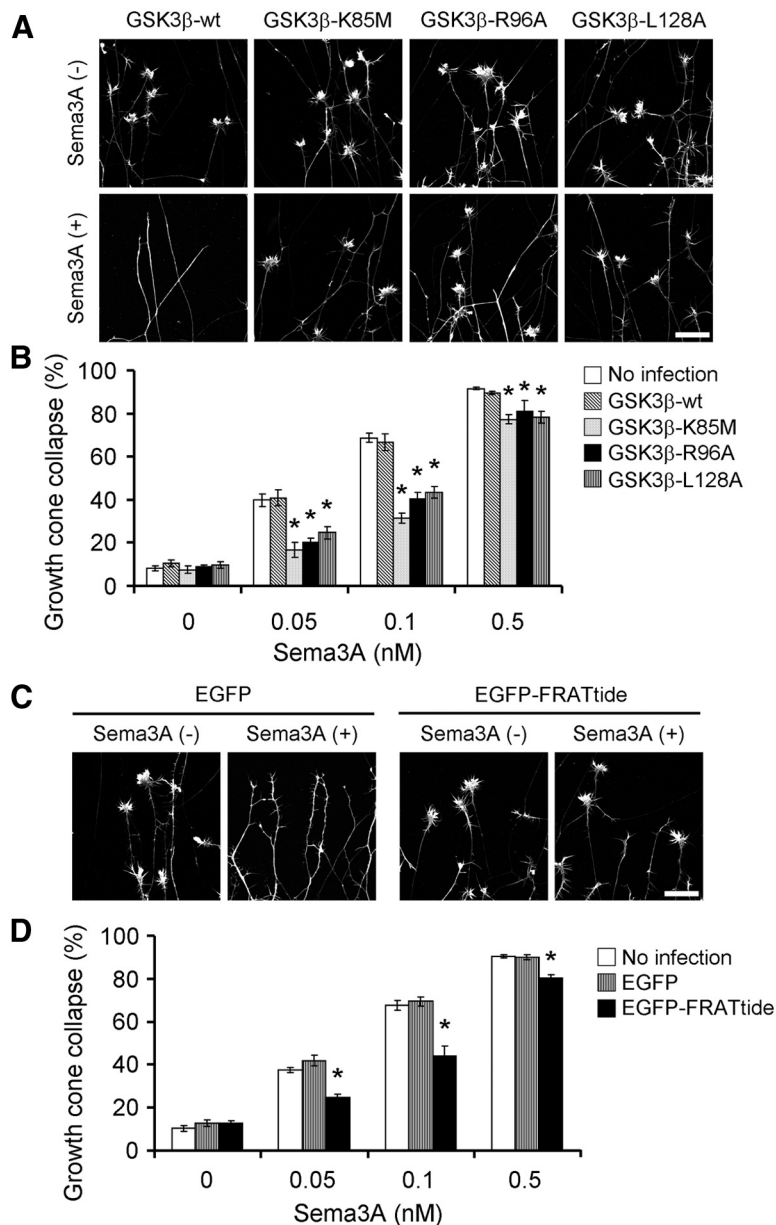 A
GSK3β-wt GSK3β-K85M GSK3β-R96A GSK3β-L128A
Sema3A (-)
Sema3A (+)
B
Growth cone collapse (%)
100
80
60
40
20
0
* * *
* * *
* * *
0 0.05 0.1 0.5
Sema3A (nM)
No infection
GSK3β-wt
GSK3β-K85M
GSK3β-R96A
GSK3β-L128A
C
EGFP EGFP-FRATtide
Sema3A (-) Sema3A (+) Sema3A (-) Sema3A (+)
D
Growth cone collapse (%)
100
80
60
40
20
0
*
*
*
0 0.05 0.1 0.5
Sema3A (nM)
No infection
EGFP
EGFP-FRATtide